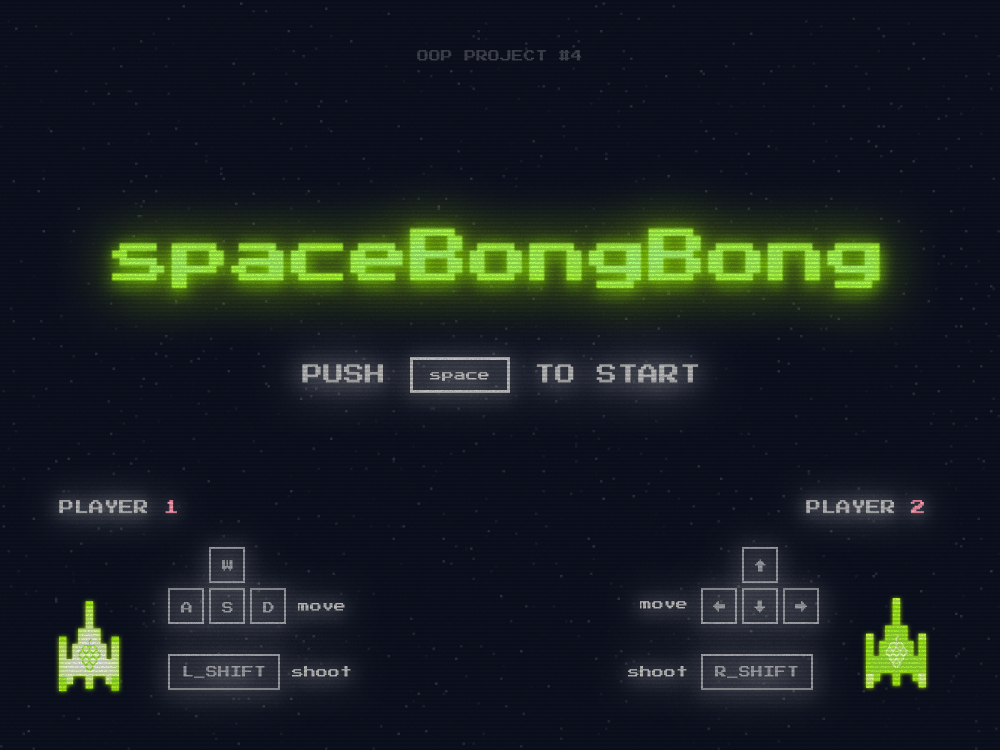 OOP PROJECT #4
spaceBongBong
PUSH space TO START
PLAYER 1
W
A S D move
L_SHIFT shoot
PLAYER 2
↑
move ← ↓ →
shoot R_SHIFT